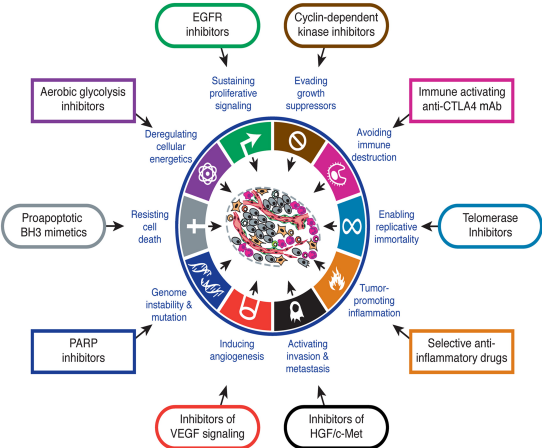 EGFR
inhibitors
Cyclin-dependent
kinase inhibitors
Sustaining
proliferative
signaling
Evading
growth
suppressors
Aerobic glycolysis
inhibitors
Immune activating
anti-CTLA4 mAb
Deregulating
cellular
energetics
Avoiding
immune
destruction
Proapoptotic
BH3 mimetics
Resisting
cell
death
Enabling
replicative
immortality
Telomerase
Inhibitors
Genome
instability &
mutation
Tumor-
promoting
inflammation
PARP
inhibitors
Inducing
angiogenesis
Activating
invasion &
metastasis
Selective anti-
inflammatory drugs
Inhibitors of
VEGF signaling
Inhibitors of
HGF/c-Met